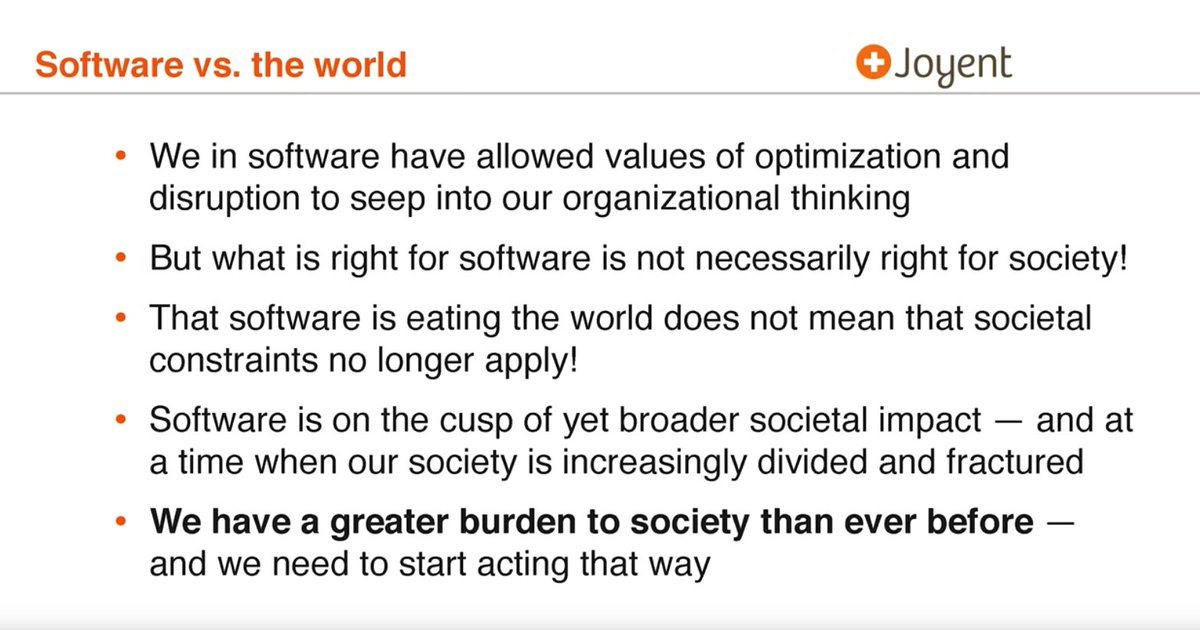 Software vs. the world
Joyent
• We in software have allowed values of optimization and
disruption to seep into our organizational thinking
• But what is right for software is not necessarily right for society!
• That software is eating the world does not mean that societal
constraints no longer apply!
• Software is on the cusp of yet broader societal impact — and at
a time when our society is increasingly divided and fractured
• We have a greater burden to society than ever before —
and we need to start acting that way